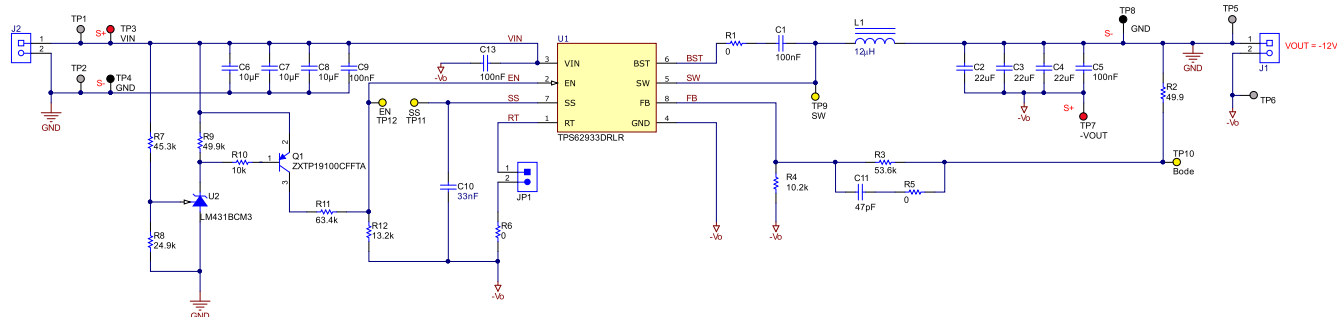 J2
1
2
TP1
S+
TP3
VIN
TP2
S-
TP4
GND
GND
C6
10µF
C7
10µF
C8
10µF
C9
100nF
R7
45.3k
R8
24.9k
R9
49.9k
R10
10k
U2
LM431BCM3
GND
Q1
ZXTP19100CFFTA
1
2
3
R11
63.4k
R12
13.2k
EN
TP12
SS
TP11
C10
33nF
C13
100nF
-Vo
VIN
EN
SS
RT
3
2
7
1
U1
VIN
EN
SS
RT
BST
SW
FB
GND
TPS62933DRLR
6
5
8
4
BST
SW
FB
1
2
JP1
R6
0
-Vo
-Vo
R1
0
C1
100nF
TP9
SW
L1
12µH
R4
10.2k
-Vo
R3
53.6k
C11
47pF
R5
0
C2
22uF
C3
22uF
C4
22uF
C5
100nF
-Vo
S+
TP7
-VOUT
TP8
S-
GND
R2
49.9
TP10
Bode
GND
TP5
1
2
J1
VOUT = -12V
TP6
-Vo